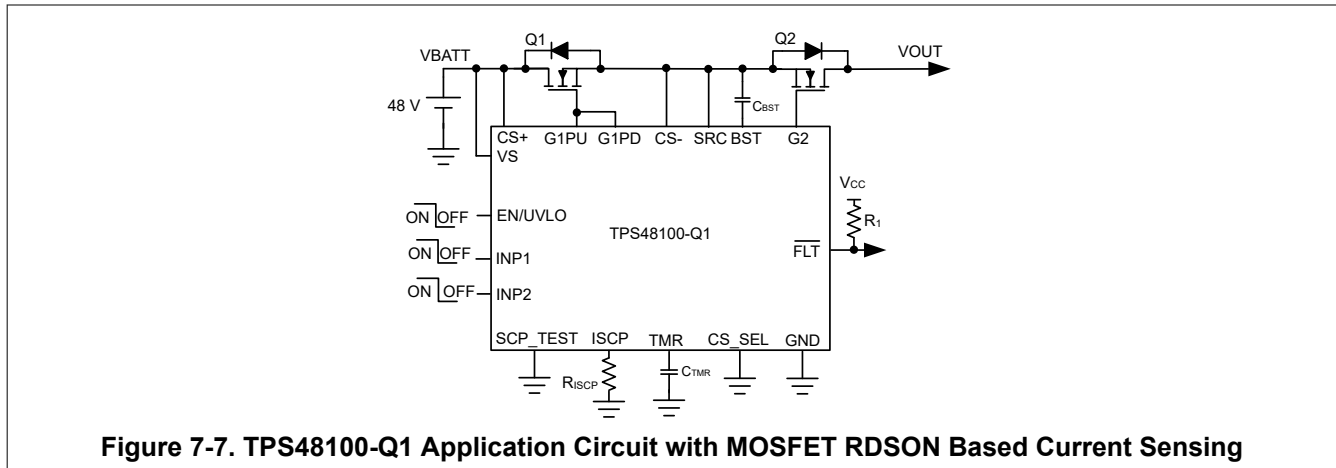 Q1
Q2
VBATT
VOUT
48 V
CBST
CS+
G1PU
G1PD
CS-
SRC
BST
G2
VS
VCC
R1
ON OFF
EN/UVLO
TPS48100-Q1
FLT
ON OFF
INP1
ON OFF
INP2
SCP_TEST
ISCP
TMR
CS_SEL
GND
RISCP
CTMR
Figure 7-7. TPS48100-Q1 Application Circuit with MOSFET RDSON Based Current Sensing